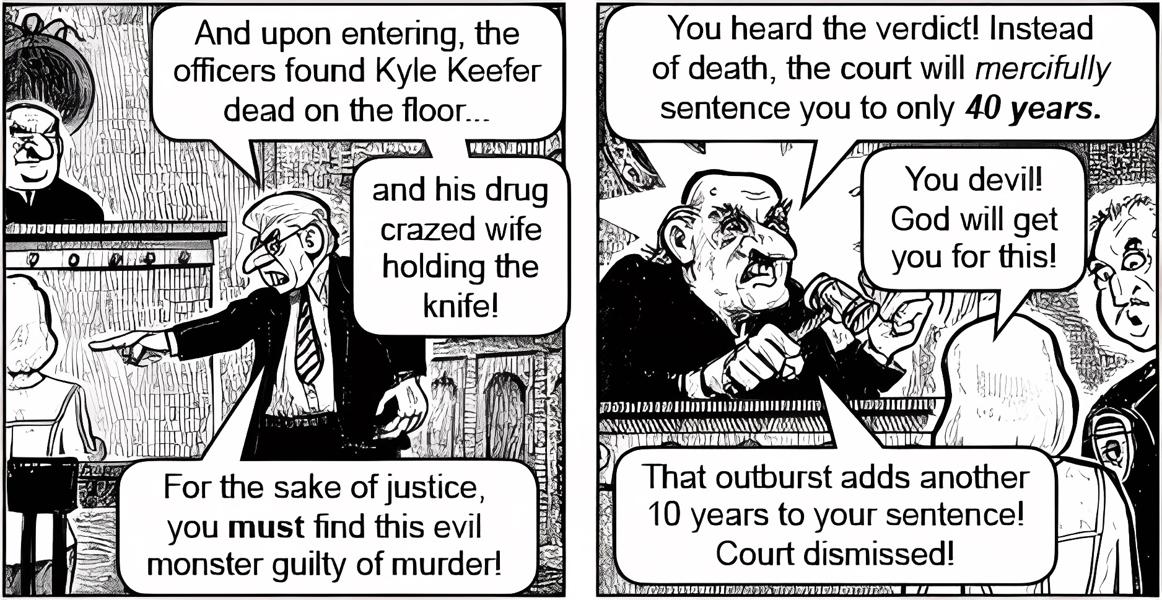 And upon entering, the
officers found Kyle Keefer
dead on the floor...
and his drug
crazed wife
holding the
knife!
For the sake of justice,
you must find this evil
monster guilty of murder!
You heard the verdict! Instead
of death, the court will mercifully
sentence you to only 40 years.
You devil!
God will get
you for this!
That outburst adds another
10 years to your sentence!
Court dismissed!